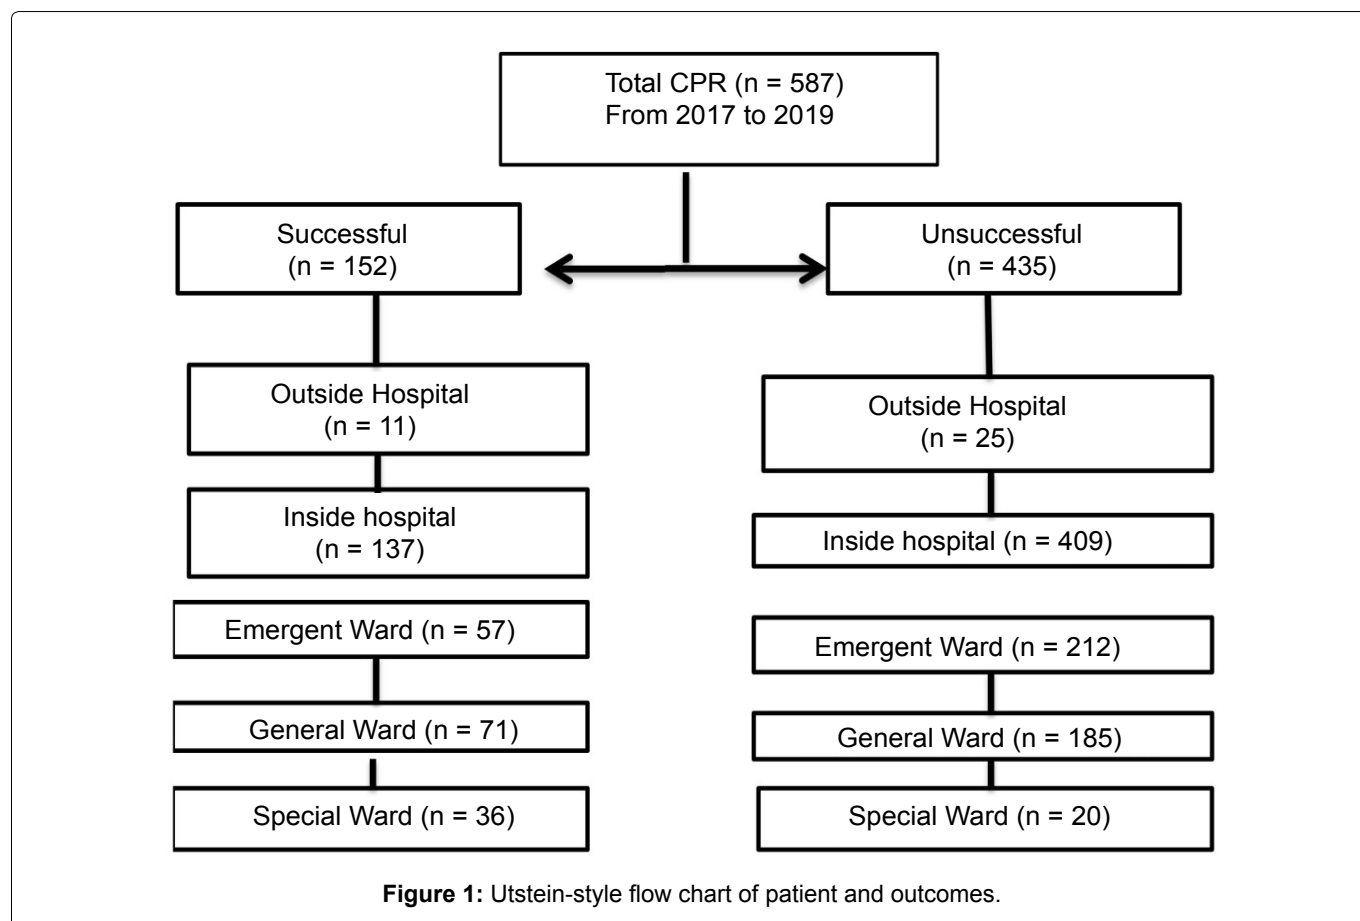 Total CPR (n = 587)
From 2017 to 2019
Successful
(n = 152)
Unsuccessful
(n = 435)
Outside Hospital
(n = 11)
Outside Hospital
(n = 25)
Inside hospital
(n = 137)
Inside hospital (n = 409)
Emergent Ward (n = 57)
Emergent Ward (n = 212)
General Ward (n = 71)
General Ward (n = 185)
Special Ward (n = 36)
Special Ward (n = 20)
Figure 1: Utstein-style flow chart of patient and outcomes.